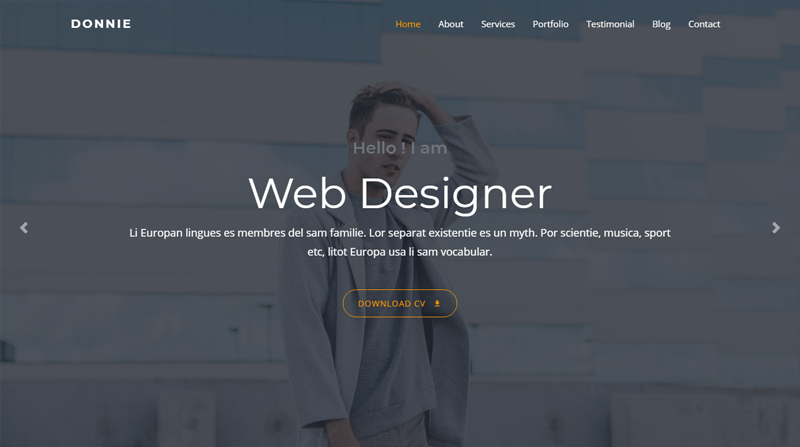 DONNIE
Home About Services Portfolio Testimonial Blog Contact
Hello ! I am
Web Designer
Li Europan lingues es membres del sam familie. Lor separat existentie es un myth. Por scientie, musica, sport
etc, litot Europa usa li sam vocabular.
DOWNLOAD CV